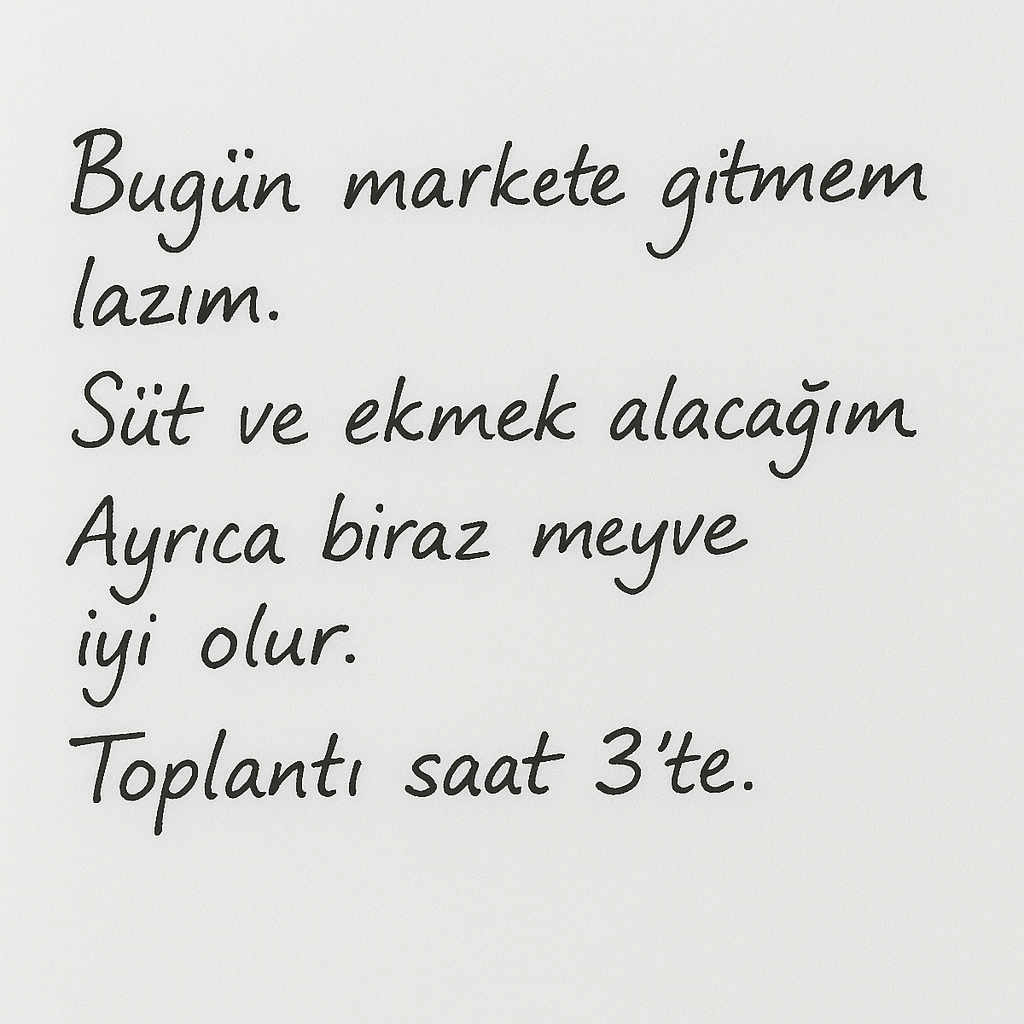 Bugün markete gitmem
lazım.
Süt ve ekmek alacağım
Ayrıca biraz meyve
iyi olur.
Toplantı saat 3'te.